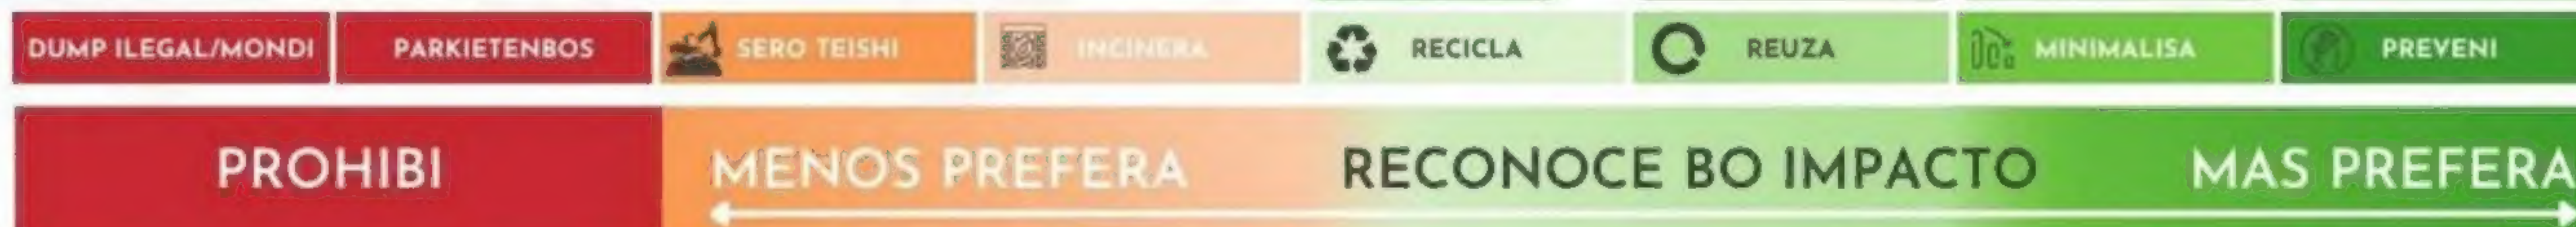 DUMP ILEGAL/MONDI PARKIETENBOS SERO TEISHI INCINERA RECICLA REUZA MINIMALISA PREVENI
PROHIBI MENOS PREFERA RECONOCE BO IMPACTO MAS PREFERA